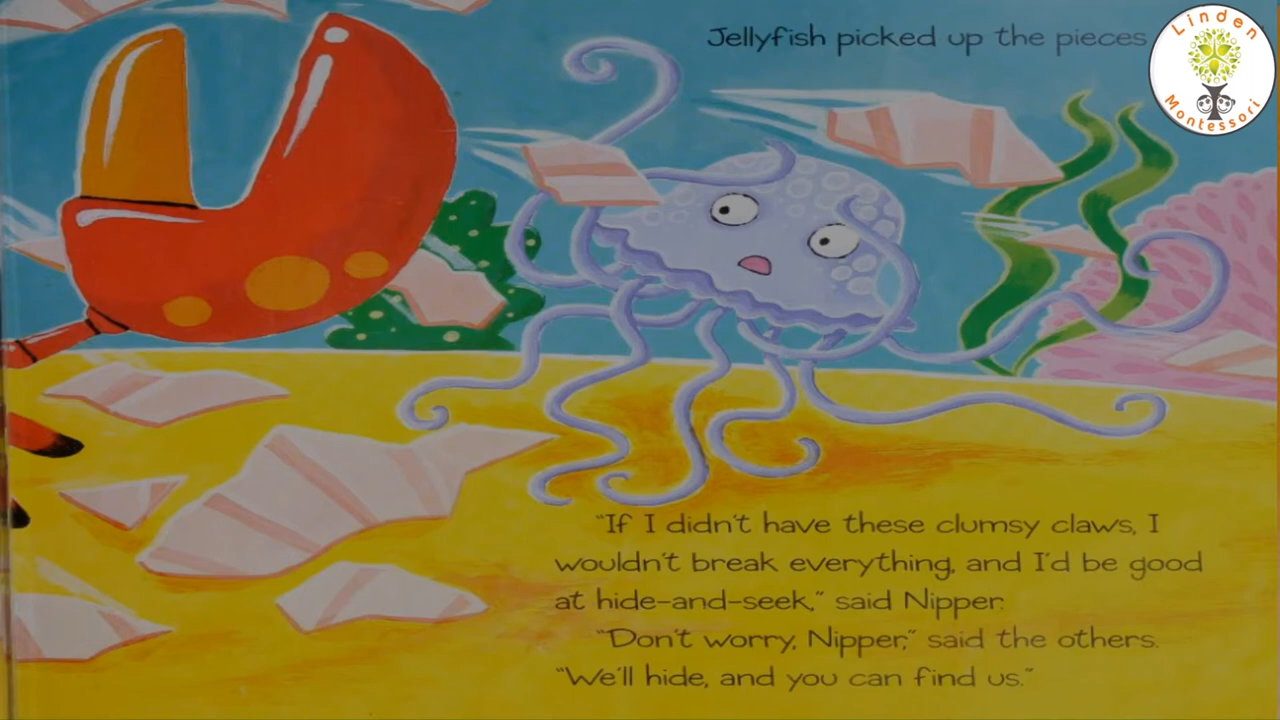 Jellyfish picked up the pieces
Linden
Montessori
"If I didn't have these clumsy claws, I
wouldn't break everything, and I'd be good
at hide-and-seek," said Nipper.
"Don't worry, Nipper," said the others.
"We'll hide, and you can find us."